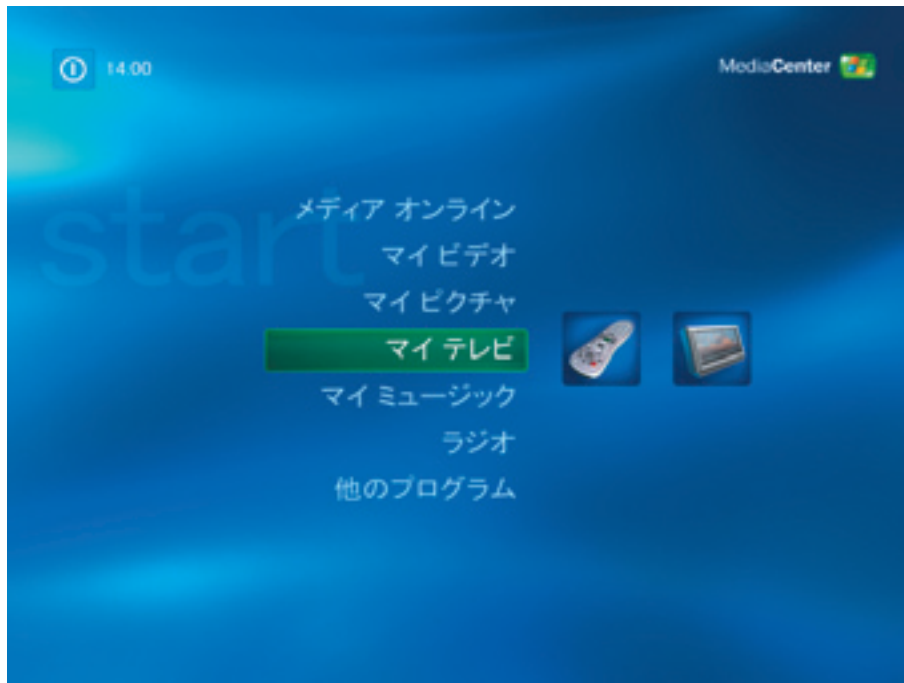 14:00
MediaCenter
start
メディア オンライン
マイ ビデオ
マイ ピクチャ
マイ テレビ
マイ ミュージック
ラジオ
他のプログラム